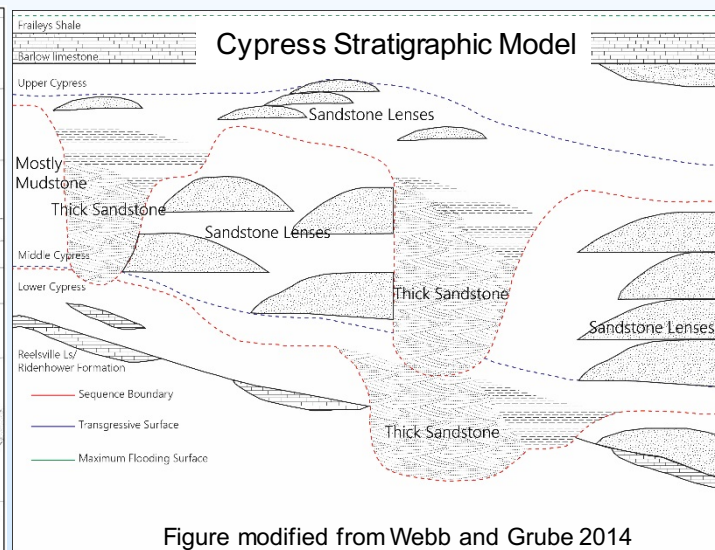 Fraileys Shale
Cypress Stratigraphic Model
Barlow limestone
Upper Cypress
Sandstone Lenses
Mostly
Mudstone
Thick Sandstone
Sandstone Lenses
Middle Cypress
Lower Cypress
Thick Sandstone
Sandstone Lenses
Reelsville Ls/
Ridenhower Formation
Sequence Boundary
Transgressive Surface
Thick Sandstone
Maximum Flooding Surface
Figure modified from Webb and Grube 2014